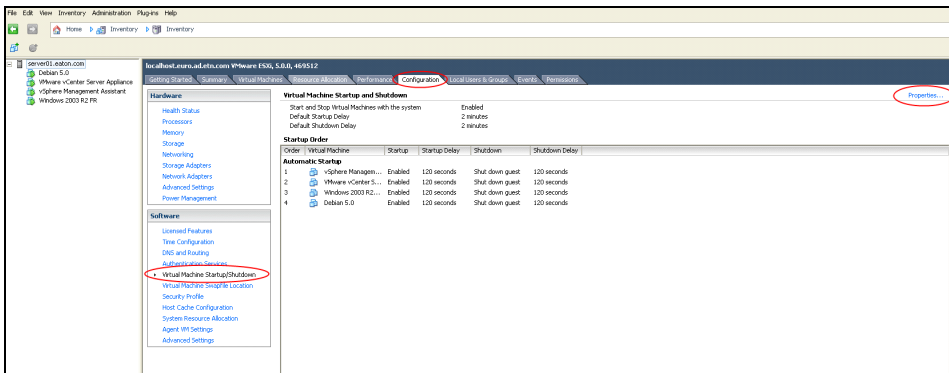 File Edit View Inventory Administration Plug-ins Help
Home Inventory Inventory
server01.eaton.com
Debian 5.0
VMware vCenter Server Appliance
vSphere Management Assistant
Windows 2003 R2 FR
localhost.euro.ad.etn.com VMware ESXi, 5.0.0, 469512
Getting Started Summary Virtual Machines Resource Allocation Performance Configuration Local Users & Groups Events Permissions
Hardware
Health Status
Processors
Memory
Storage
Networking
Storage Adapters
Network Adapters
Advanced Settings
Power Management
Software
Licensed Features
Time Configuration
DNS and Routing
Authentication Services
Virtual Machine Startup/Shutdown
Virtual Machine Swapfile Location
Security Profile
Host Cache Configuration
System Resource Allocation
Agent VM Settings
Advanced Settings
Virtual Machine Startup and Shutdown Properties...
Start and Stop Virtual Machines with the system Enabled
Default Startup Delay 2 minutes
Default Shutdown Delay 2 minutes
Startup Order
Order Virtual Machine Startup Startup Delay Shutdown Shutdown Delay
Automatic Startup
1 vSphere Managem... Enabled 120 seconds Shut down guest 120 seconds
2 VMware vCenter S... Enabled 120 seconds Shut down guest 120 seconds
3 Windows 2003 R2... Enabled 120 seconds Shut down guest 120 seconds
4 Debian 5.0 Enabled 120 seconds Shut down guest 120 seconds